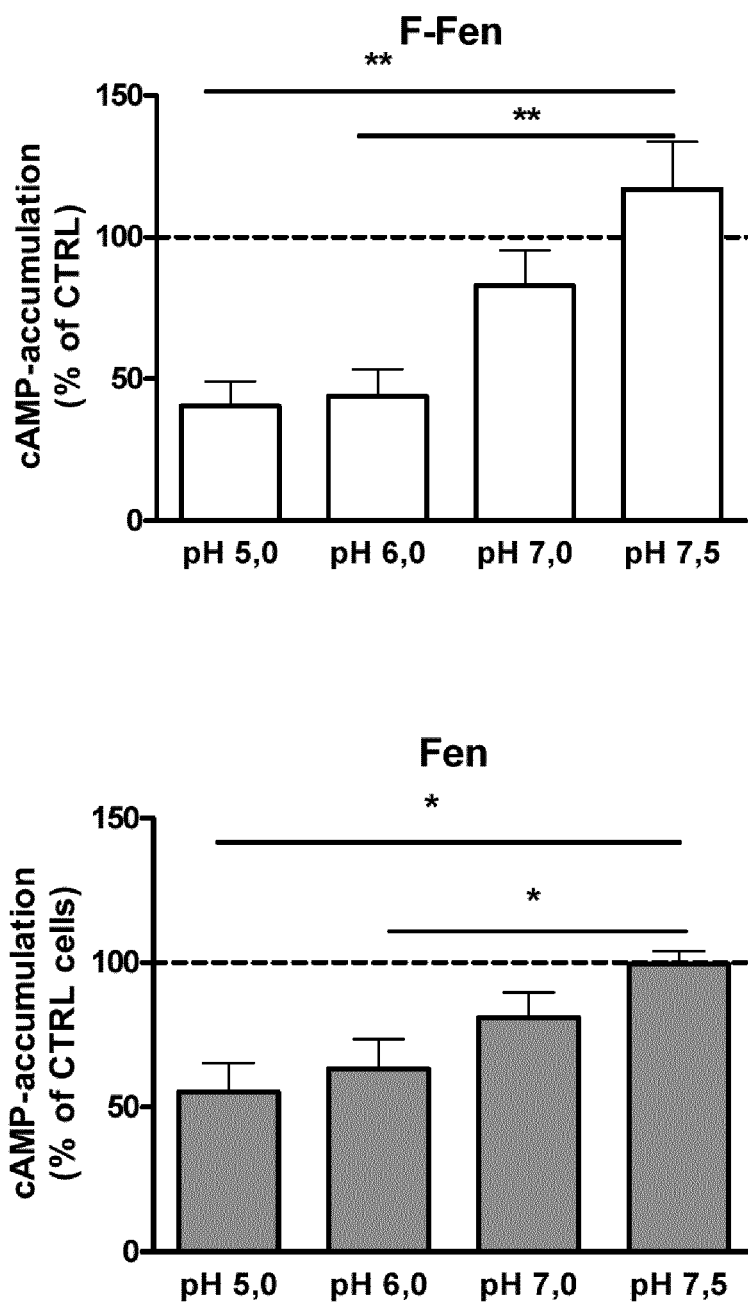 F-Fen
**
**
150
100
50
0
cAMP-accumulation
(% of CTRL)
pH 5,0 pH 6,0 pH 7,0 pH 7,5
Fen
*
*
150
100
50
0
cAMP-accumulation
(% of CTRL cells)
pH 5,0 pH 6,0 pH 7,0 pH 7,5